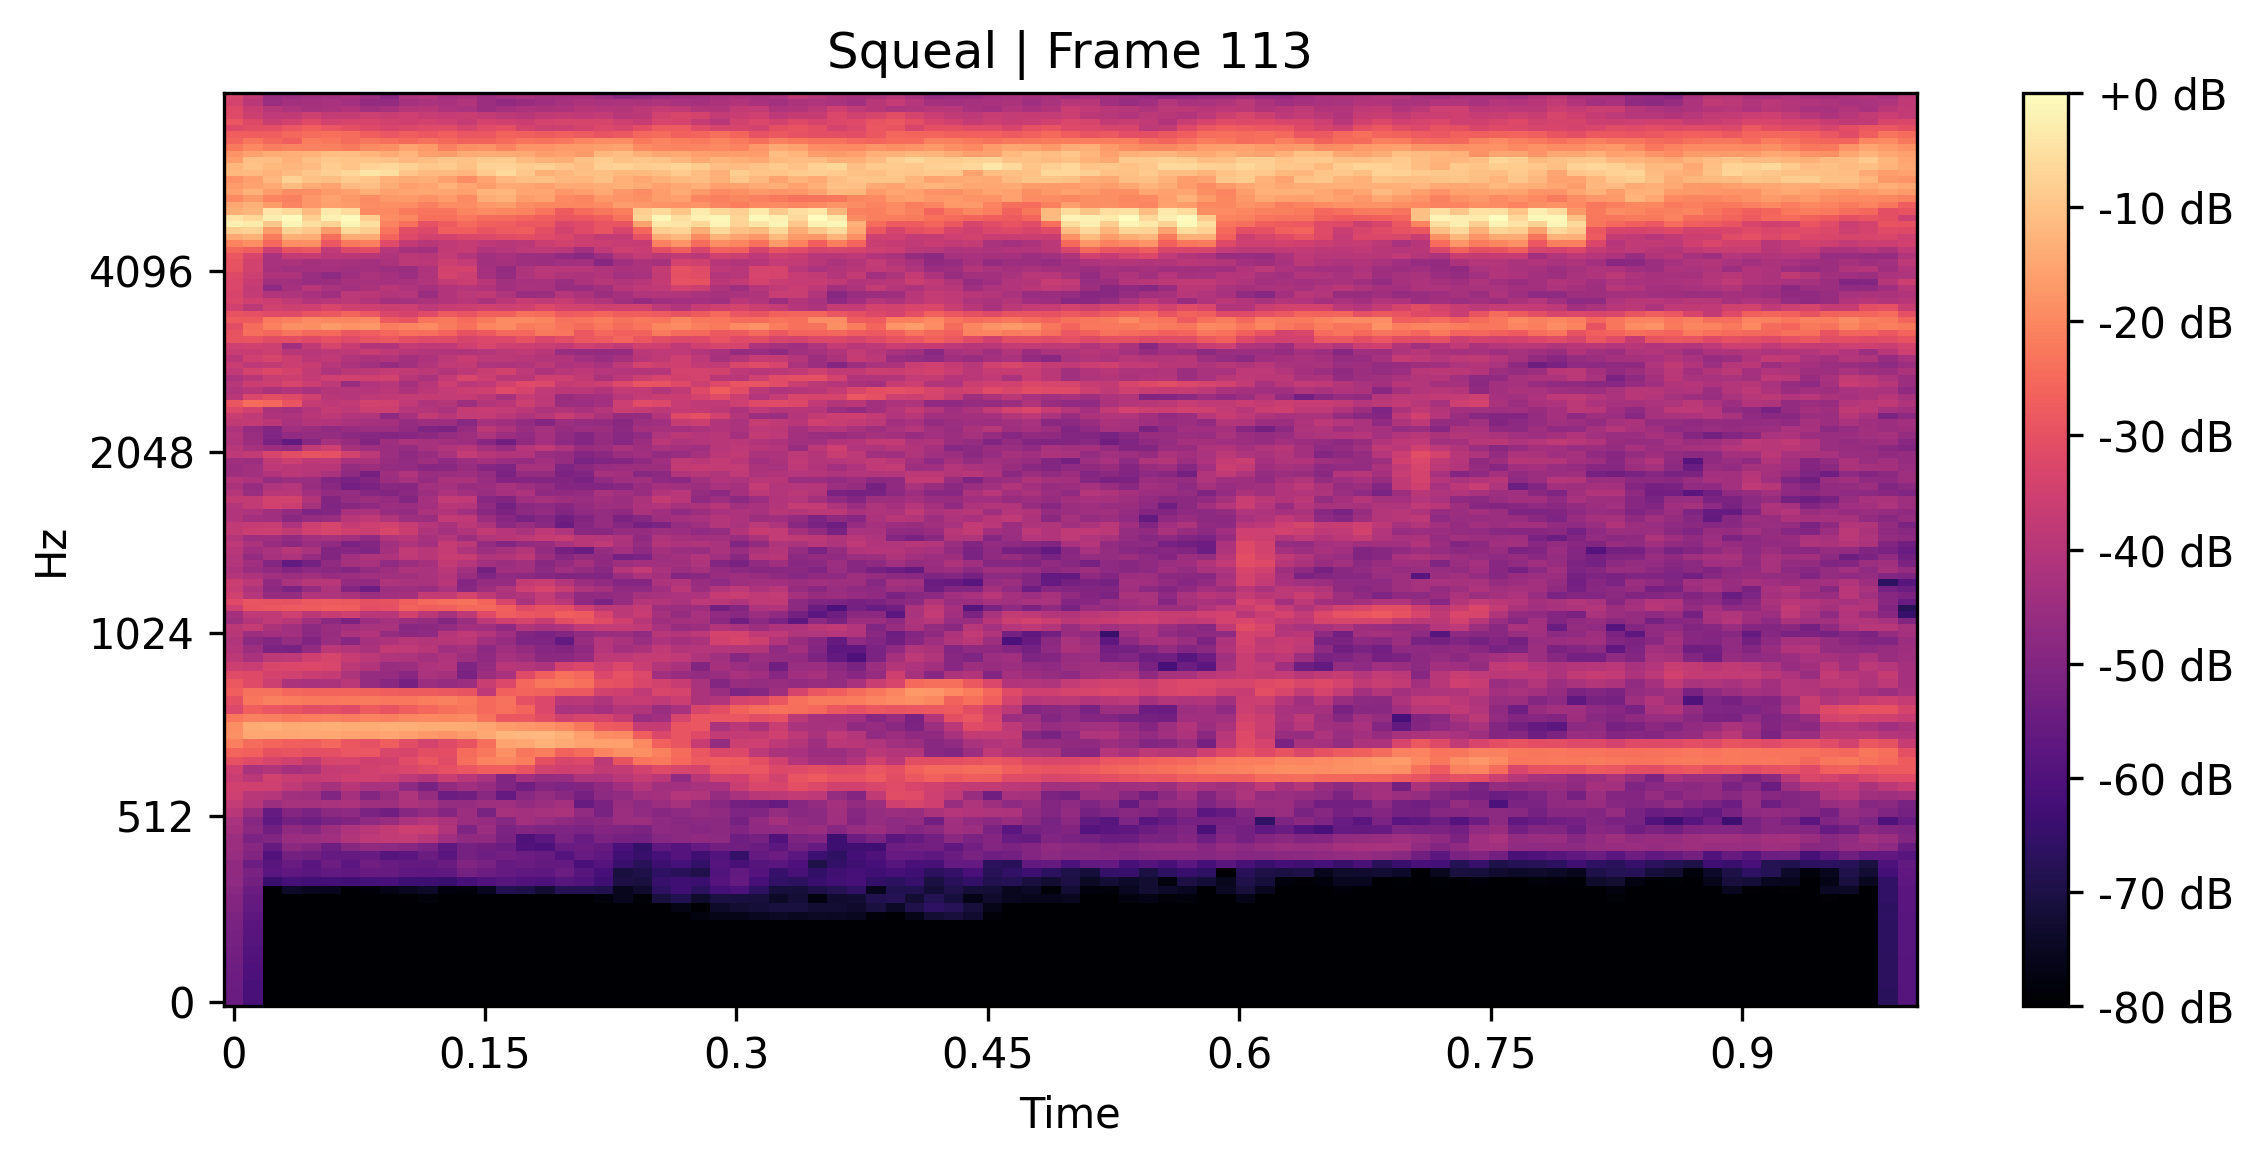 Squeal | Frame 113
+0 dB
-10 dB
-20 dB
-30 dB
-40 dB
-50 dB
-60 dB
-70 dB
-80 dB
Hz
4096
2048
1024
512
0
0 0.15 0.3 0.45 0.6 0.75 0.9
Time